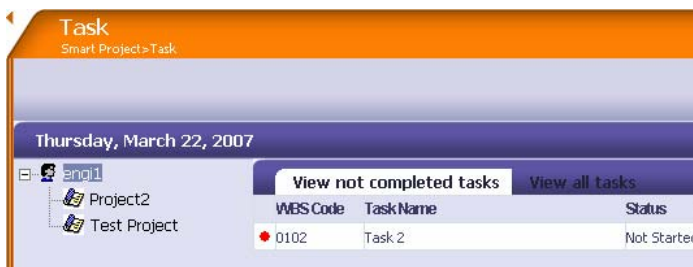 Task
Smart Project>Task
Thursday, March 22, 2007
engi1
Project2
Test Project
View not completed tasks View all tasks
WBS Code Task Name Status
0102 Task 2 Not Started